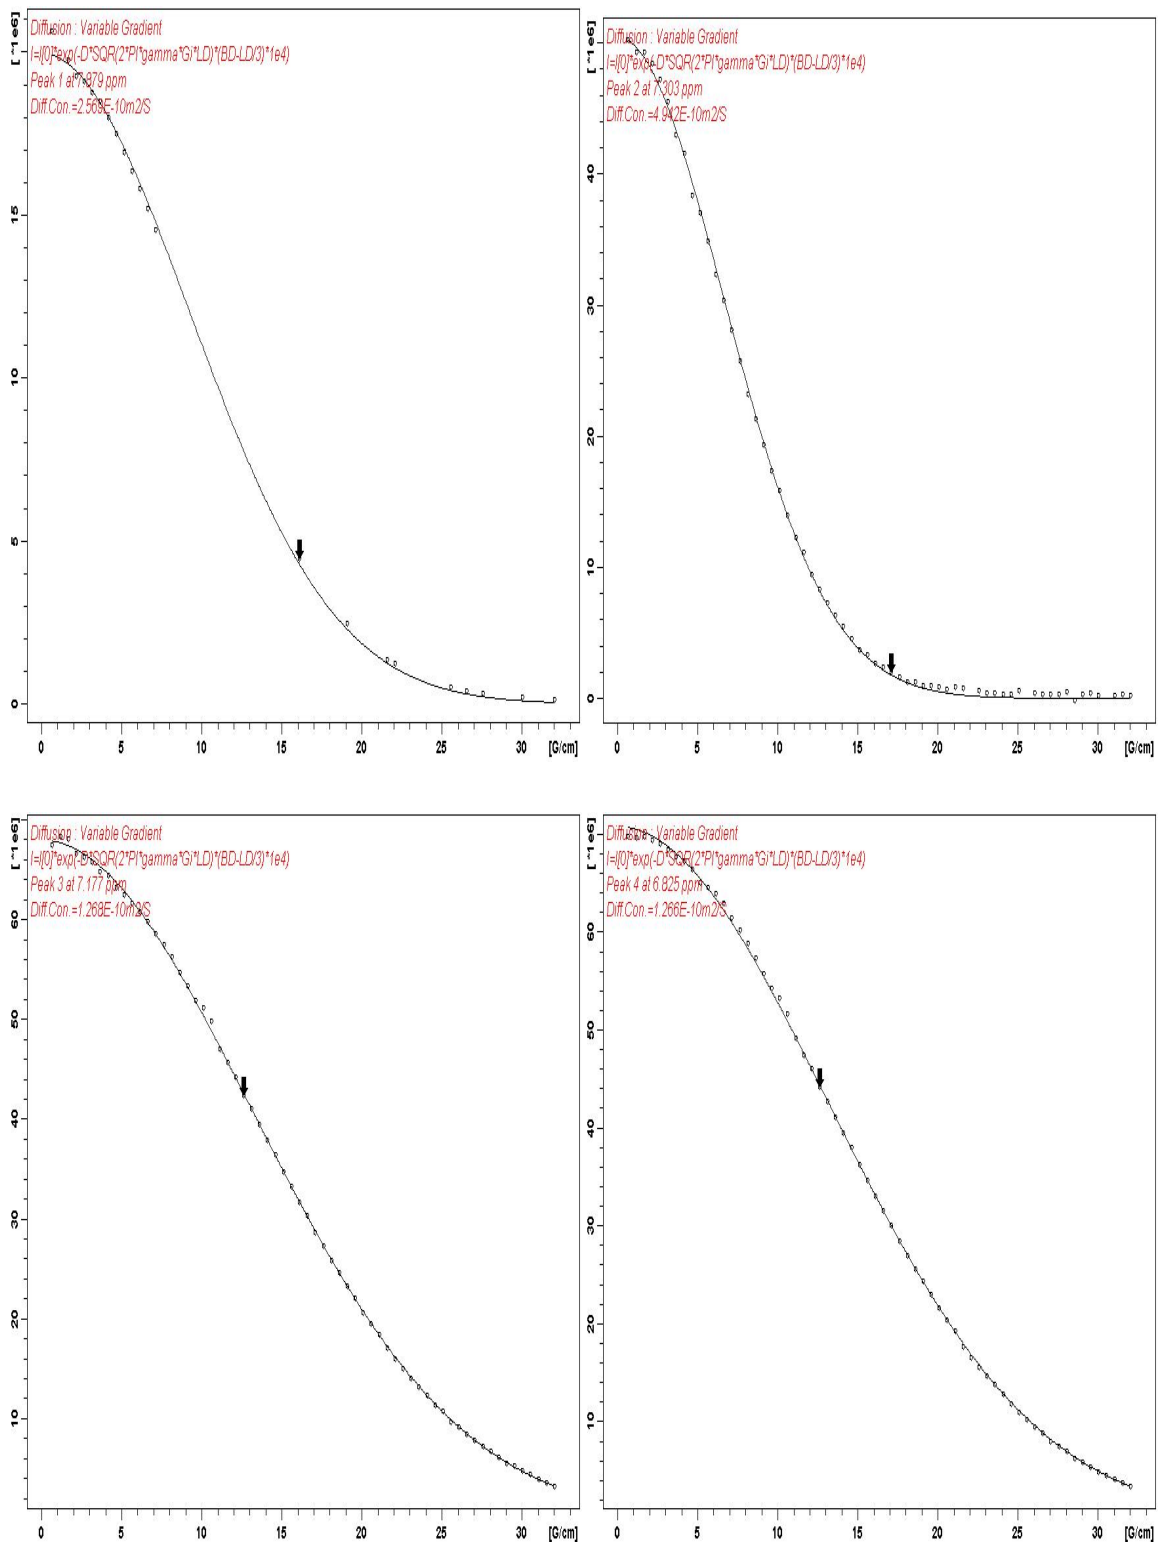 [*1e6]
Diffusion : Variable Gradient
I=I[0]*exp(-D*SQR(2*PI*gamma*Gi*LD)*(BD-LD/3)*1e4)
Peak 1 at 7.879 ppm
Diff.Con.=2.569E-10m2/S
15
10
5
0
0 5 10 15 20 25 30 [G/cm]
[*1e6]
Diffusion : Variable Gradient
I=I[0]*exp(-D*SQR(2*PI*gamma*Gi*LD)*(BD-LD/3)*1e4)
Peak 2 at 7.303 ppm
Diff.Con.=4.942E-10m2/S
40
30
20
10
0
0 5 10 15 20 25 30 [G/cm]
[*1e6]
Diffusion : Variable Gradient
I=I[0]*exp(-D*SQR(2*PI*gamma*Gi*LD)*(BD-LD/3)*1e4)
Peak 3 at 7.177 ppm
Diff.Con.=1.268E-10m2/S
60
50
40
30
20
10
0 5 10 15 20 25 30 [G/cm]
[*1e6]
Diffusion : Variable Gradient
I=I[0]*exp(-D*SQR(2*PI*gamma*Gi*LD)*(BD-LD/3)*1e4)
Peak 4 at 6.825 ppm
Diff.Con.=1.266E-10m2/S
60
50
40
30
20
10
0 5 10 15 20 25 30 [G/cm]